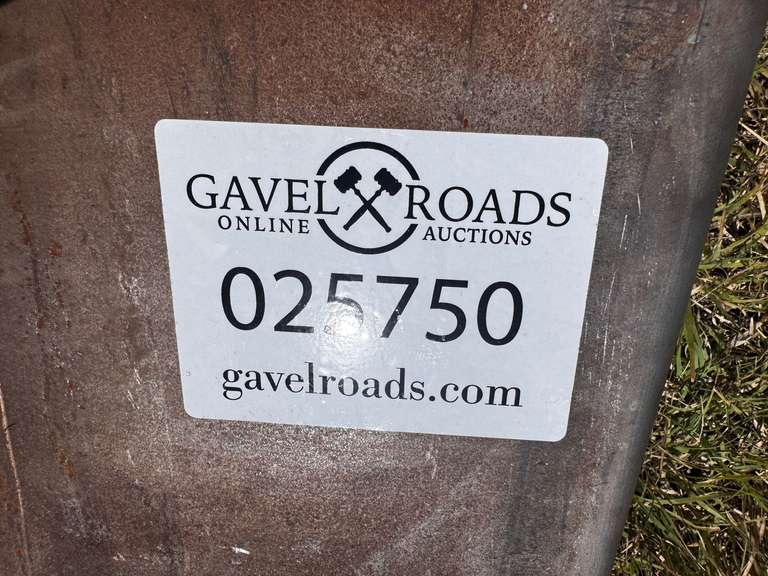 GAVEL ROADS
ONLINE AUCTIONS
025750
gavelroads.com